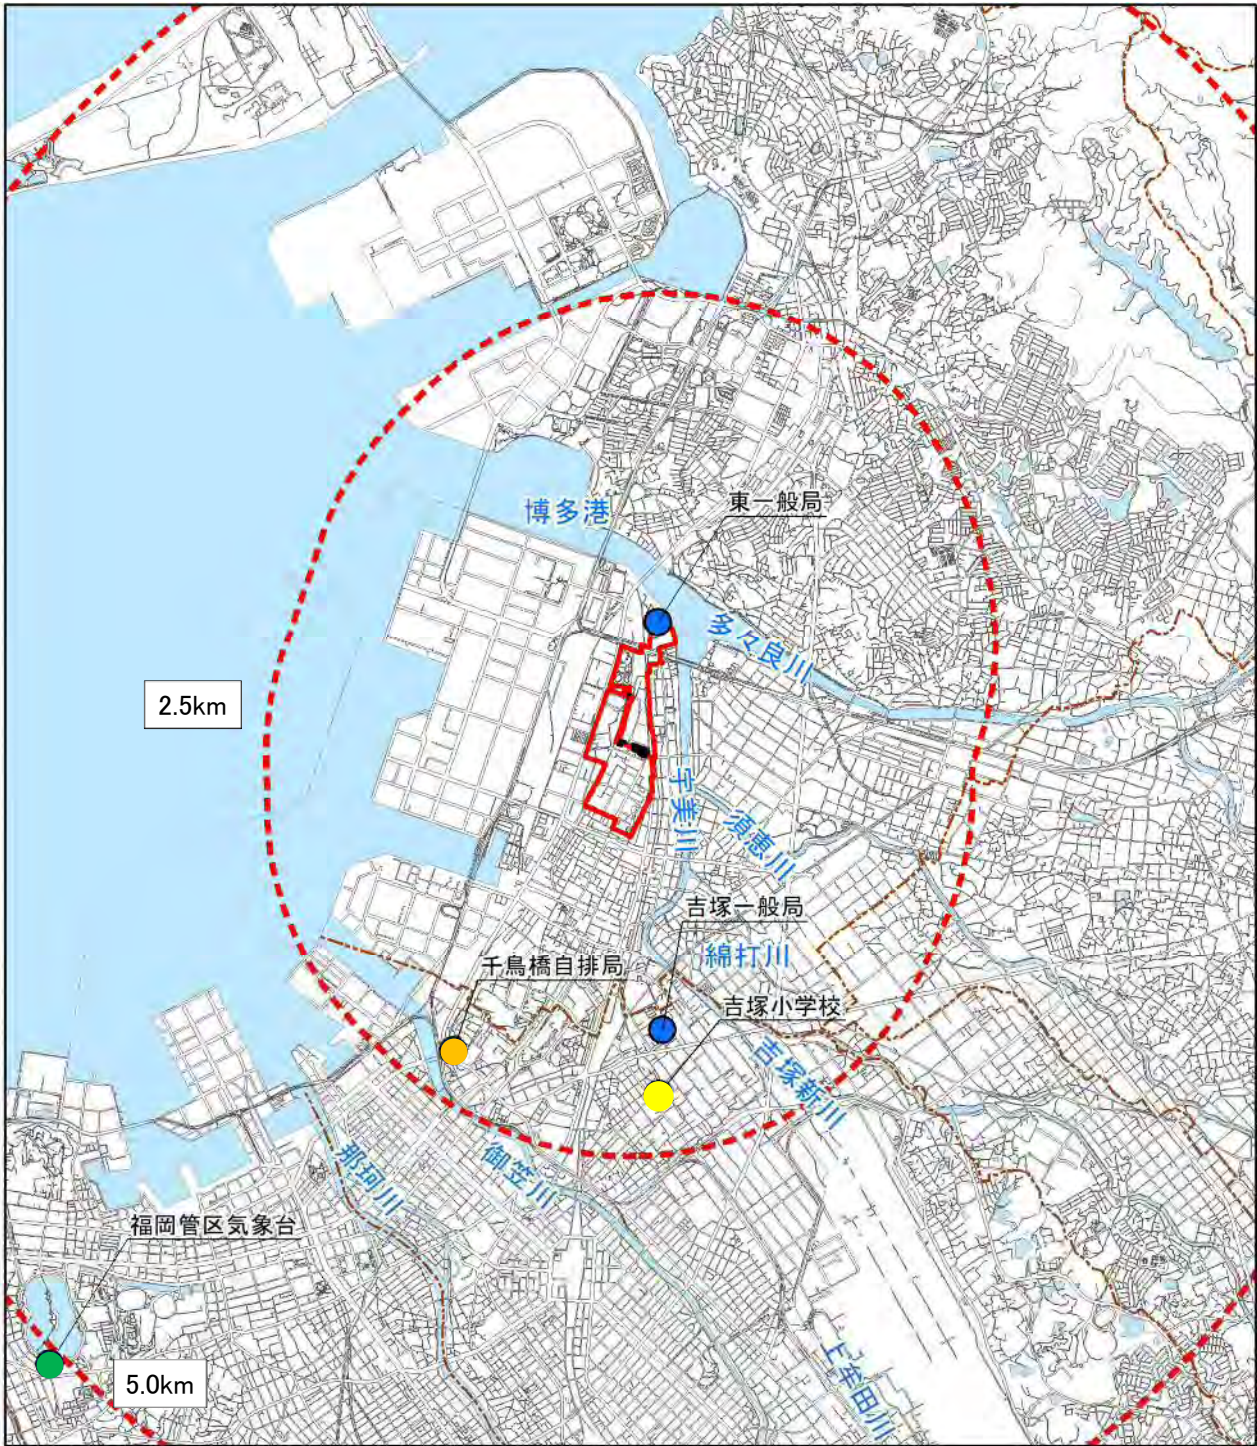 博多港
東一般局
多々良川
2.5km
宇美川
須恵川
吉塚一般局
綿打川
千鳥橋自排局
吉塚小学校
吉塚新川
御笠川
那珂川
福岡管区気象台
上牟田川
5.0km